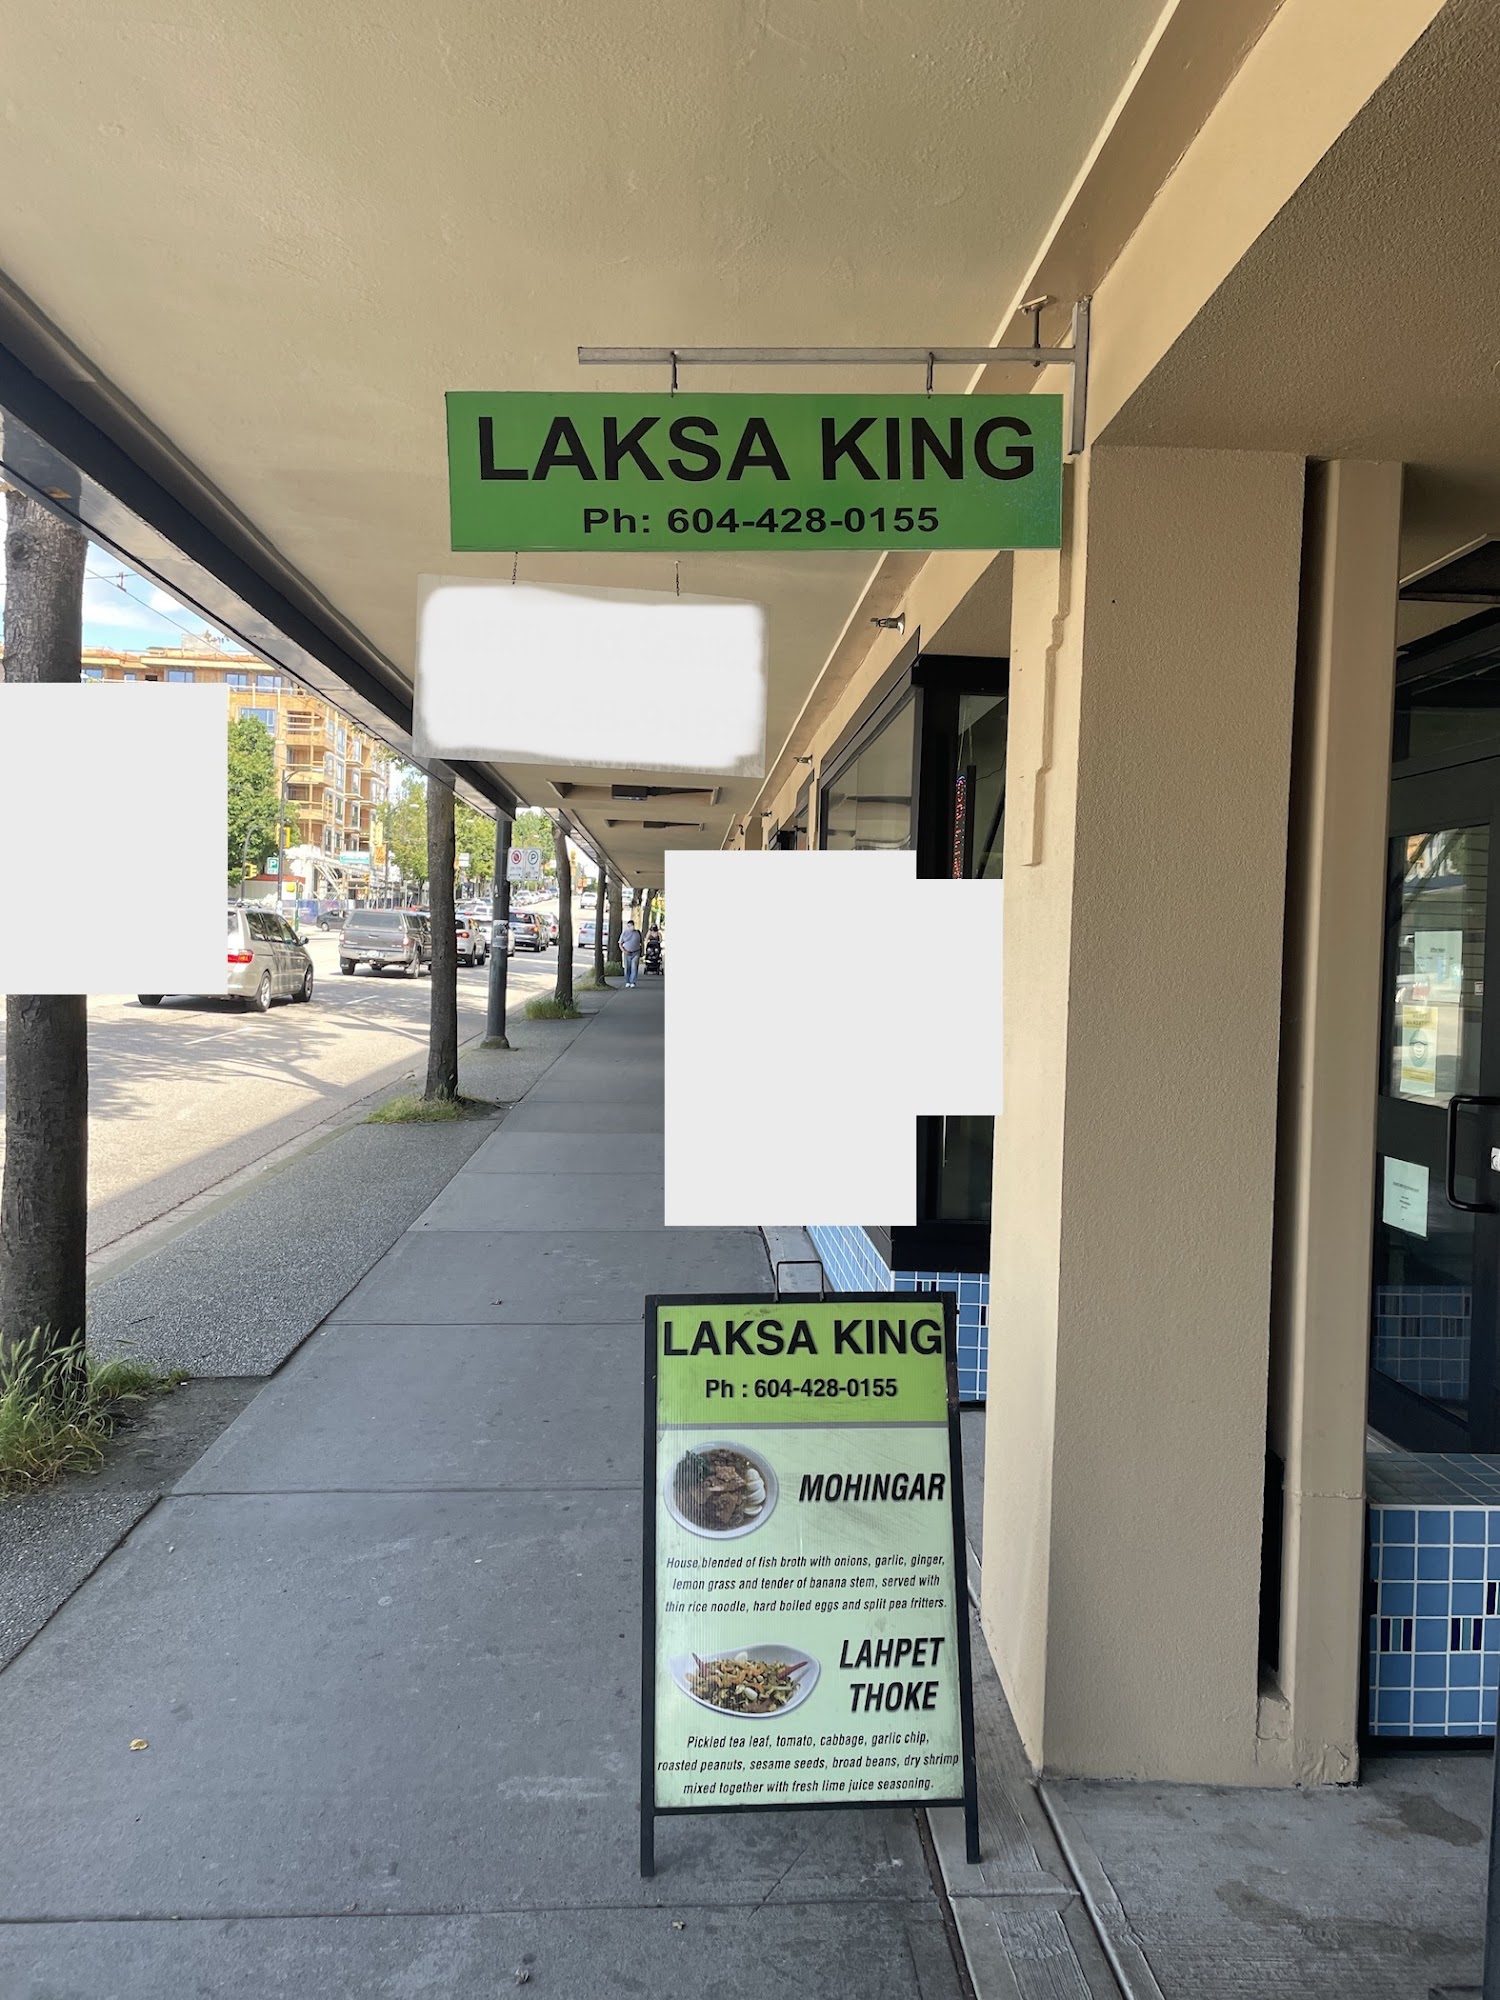 LAKSA KING
Ph: 604-428-0155
LAKSA KING
Ph : 604-428-0155
MOHINGAR
House blended of fish broth with onions, garlic, ginger,
lemon grass and tender of banana stem, served with
thin rice noodle, hard boiled eggs and split pea fritters.
LAHPET
THOKE
Pickled tea leaf, tomato, cabbage, garlic chip,
roasted peanuts, sesame seeds, broad beans, dry shrimp
mixed together with fresh lime juice seasoning.